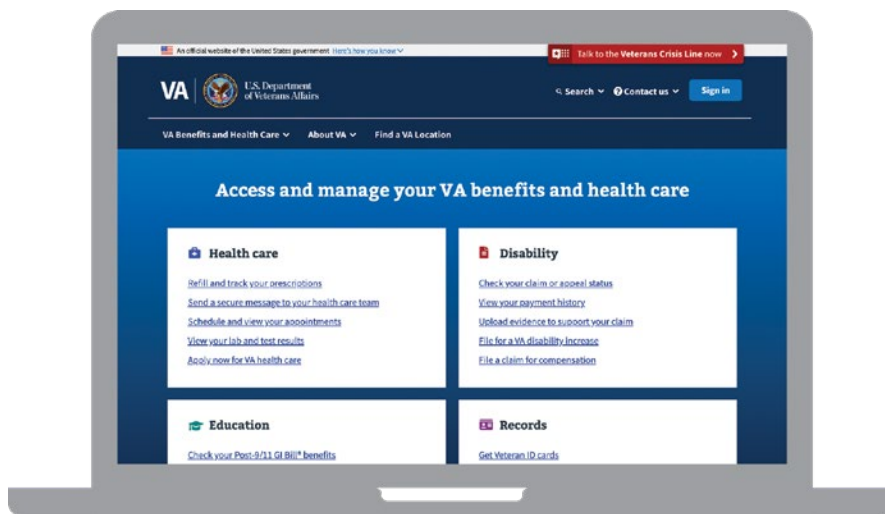 An official website of the United States government Here's how you know
Talk to the Veterans Crisis Line now
VA
U.S. Department
of Veterans Affairs
Search
Contact us
Sign in
VA Benefits and Health Care
About VA
Find a VA Location
Access and manage your VA benefits and health care
Health care
Refill and track your prescriptions
Send a secure message to your health care team
Schedule and view your appointments
View your lab and test results
Apply now for VA health care
Disability
Check your claim or appeal status
View your payment history
Upload evidence to support your claim
File for a VA disability increase
File a claim for compensation
Education
Check your Post-9/11 GI Bill® benefits
Records
Get Veteran ID cards